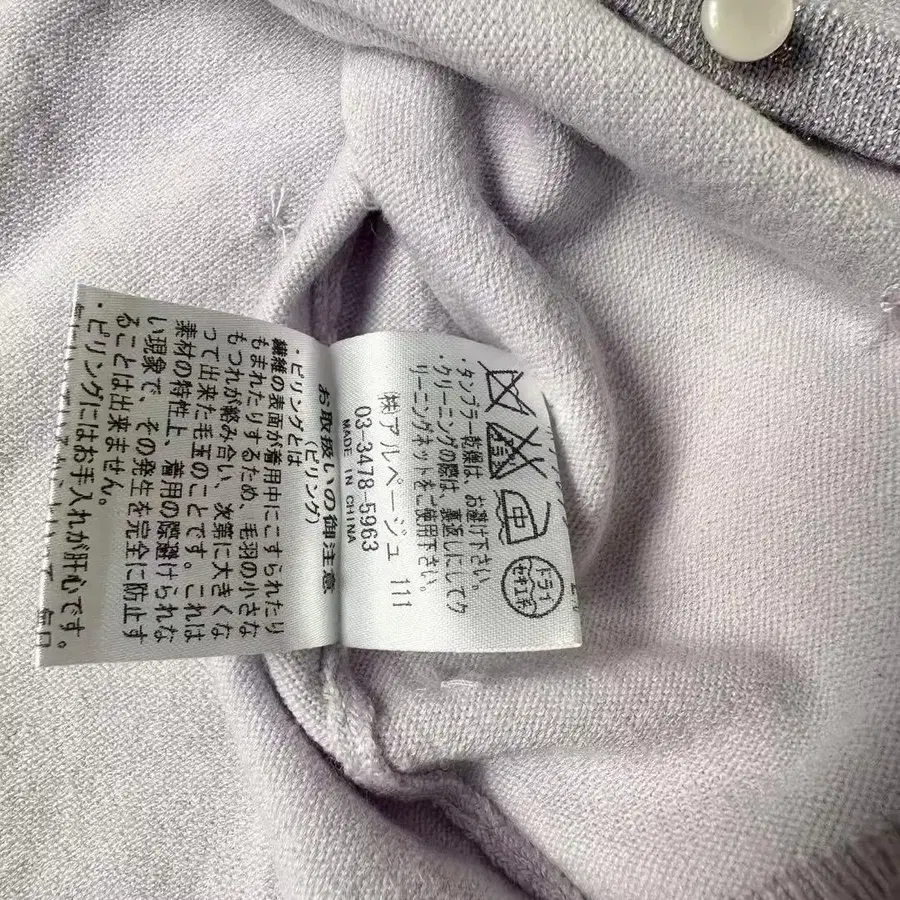 ドライ
セキユ系
中
・タンブラー乾燥は、お避け下さい。
・クリーニングの際は、裏返しにしてク
リーニングネットをご使用下さい。
㈱アルページュ 111
03-3478-5963
MADE IN CHINA
お取扱いの御注意
(ピリング)
・ピリングとは
繊維の表面が着用中にこすられたり
もまれたりするため、毛羽の小さな
もつれが絡み合い、次第に大きくな
って出来た毛玉のことです。これは
素材の特性上、着用の際避けられな
い現象で、その発生を完全に防止す
ることは出来ません。
・ピリングにはお手入れが肝心です。
毎日